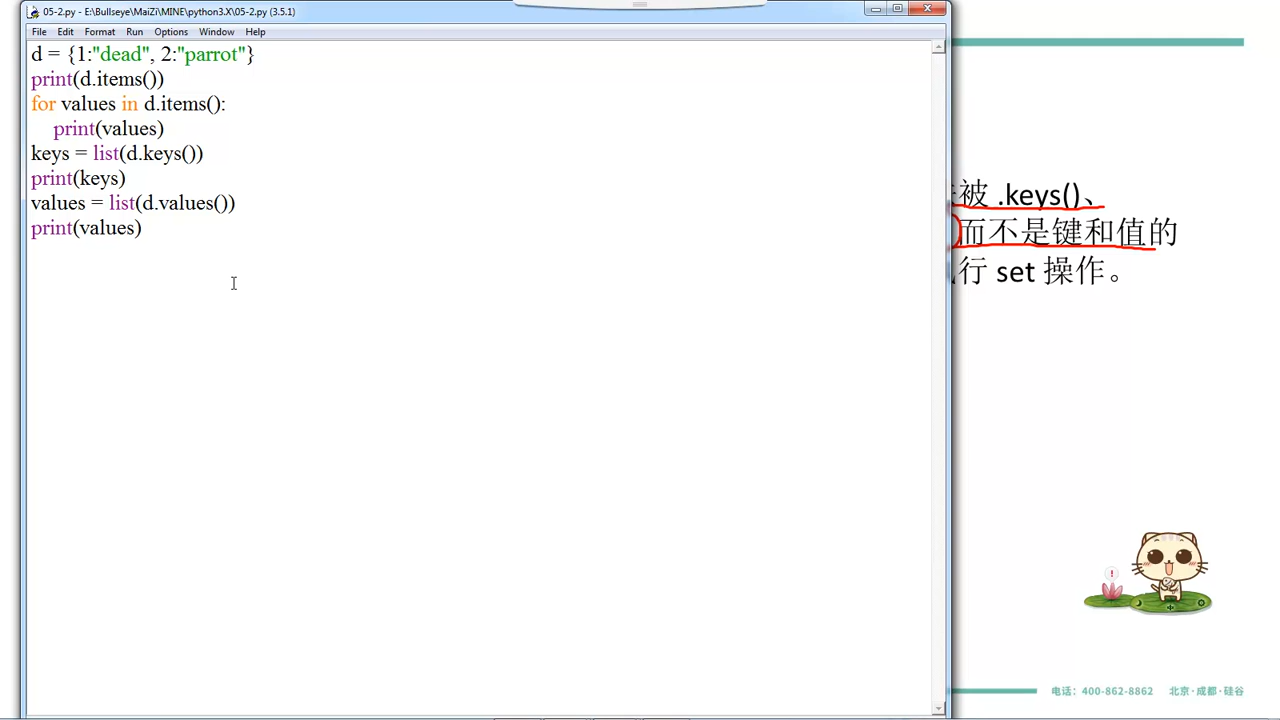 05-2.py - E:\Bullseye\MaiZi\MINE\python3.X\05-2.py (3.5.1)
File Edit Format Run Options Window Help
d = {1:"dead", 2:"parrot"}
print(d.items())
for values in d.items():
    print(values)
keys = list(d.keys())
print(keys)
values = list(d.values())
print(values)
被 .keys()、
而不是键和值的
行 set 操作。
电话：400-862-8862 北京·成都·硅谷